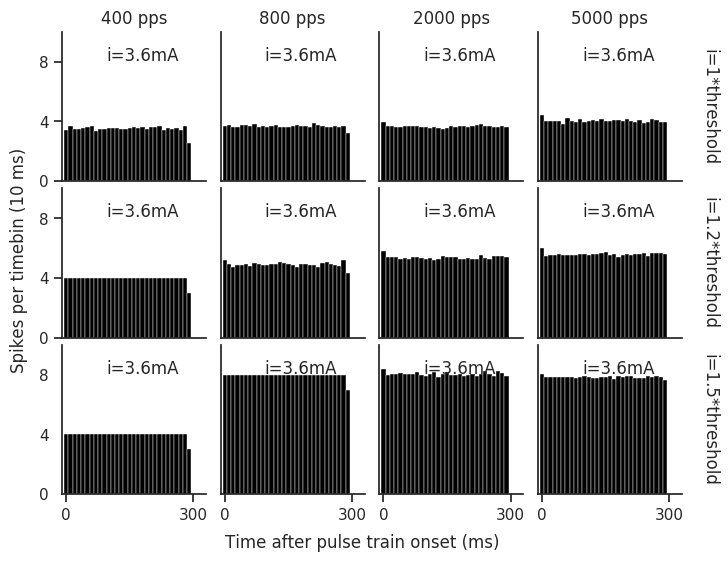 400 pps
800 pps
2000 pps
5000 pps
8
4
0
i=3.6mA
i=3.6mA
i=3.6mA
i=3.6mA
i=1*threshold
8
4
0
i=3.6mA
i=3.6mA
i=3.6mA
i=3.6mA
i=1.2*threshold
8
4
0
i=3.6mA
i=3.6mA
i=3.6mA
i=3.6mA
i=1.5*threshold
0
300
0
300
0
300
0
300
Spikes per timebin (10 ms)
Time after pulse train onset (ms)